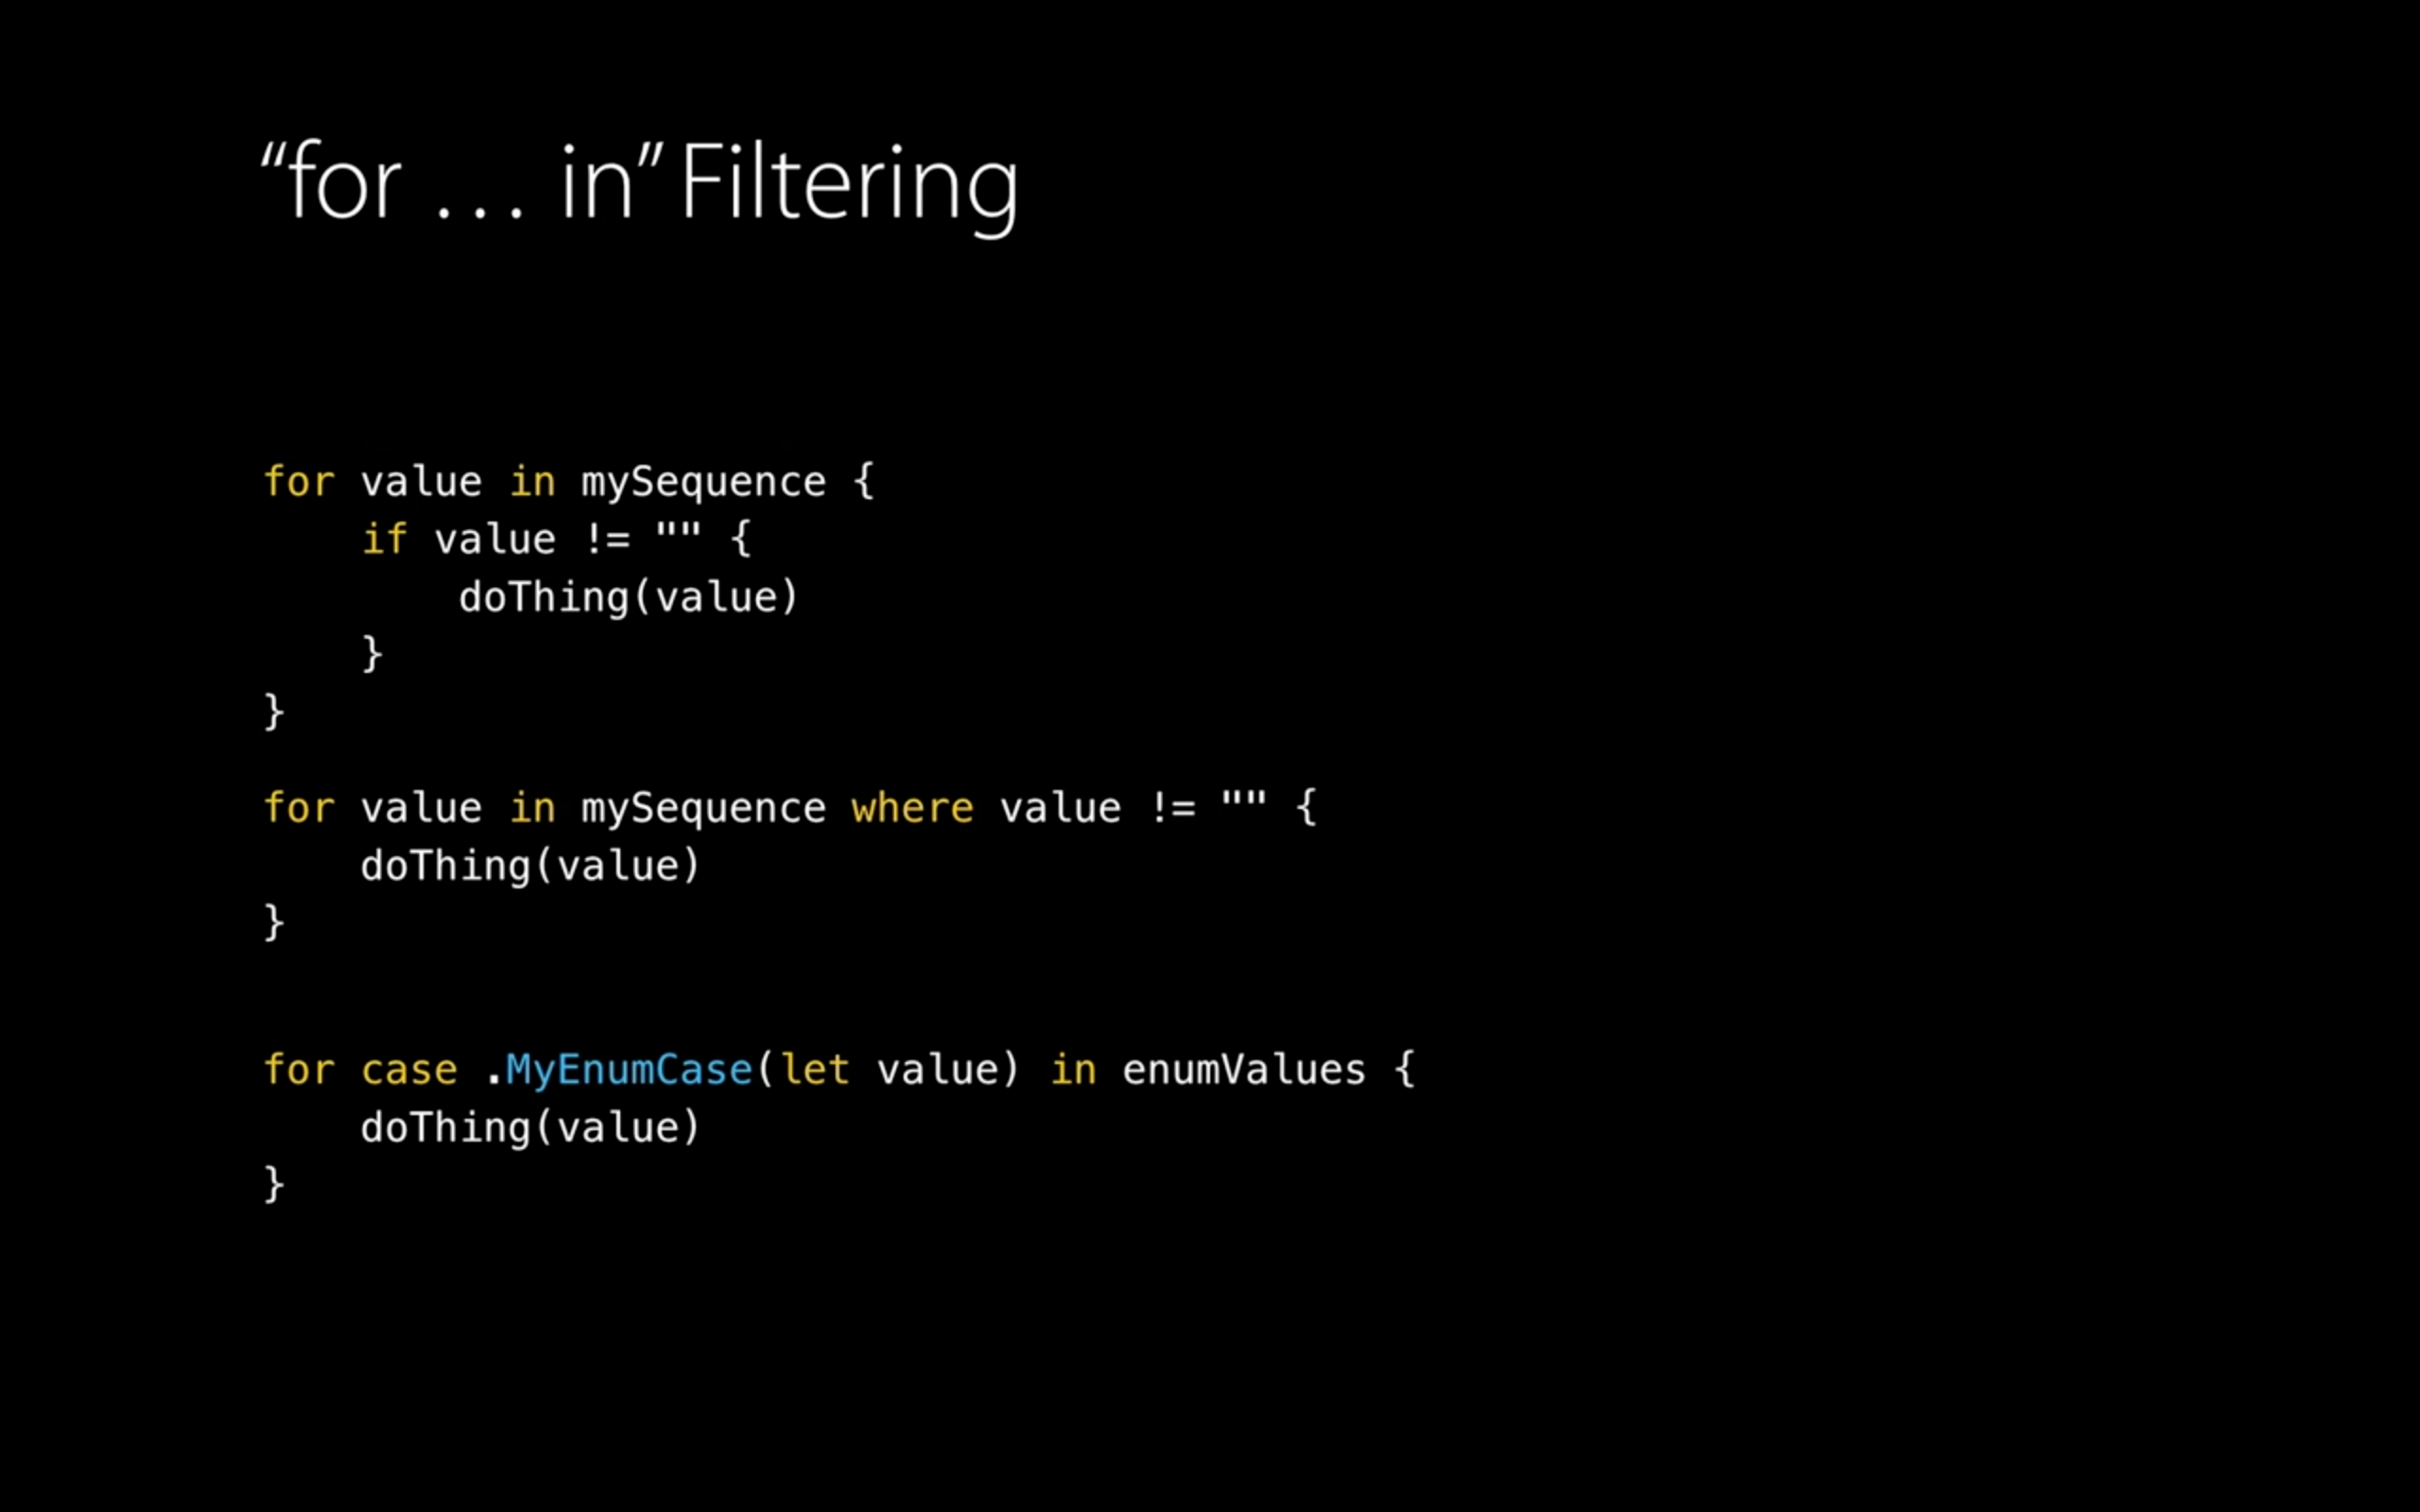 “for … in” Filtering
for value in mySequence {
    if value != "" {
        doThing(value)
    }
}
for value in mySequence where value != "" {
    doThing(value)
}
for case .MyEnumCase(let value) in enumValues {
    doThing(value)
}